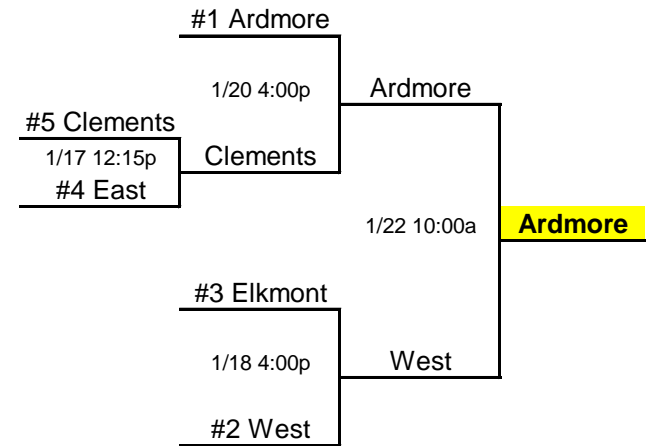 #1 Ardmore
1/20 4:00p
Ardmore
#5 Clements
1/17 12:15p
Clements
#4 East
1/22 10:00a
Ardmore
#3 Elkmont
1/18 4:00p
West
#2 West